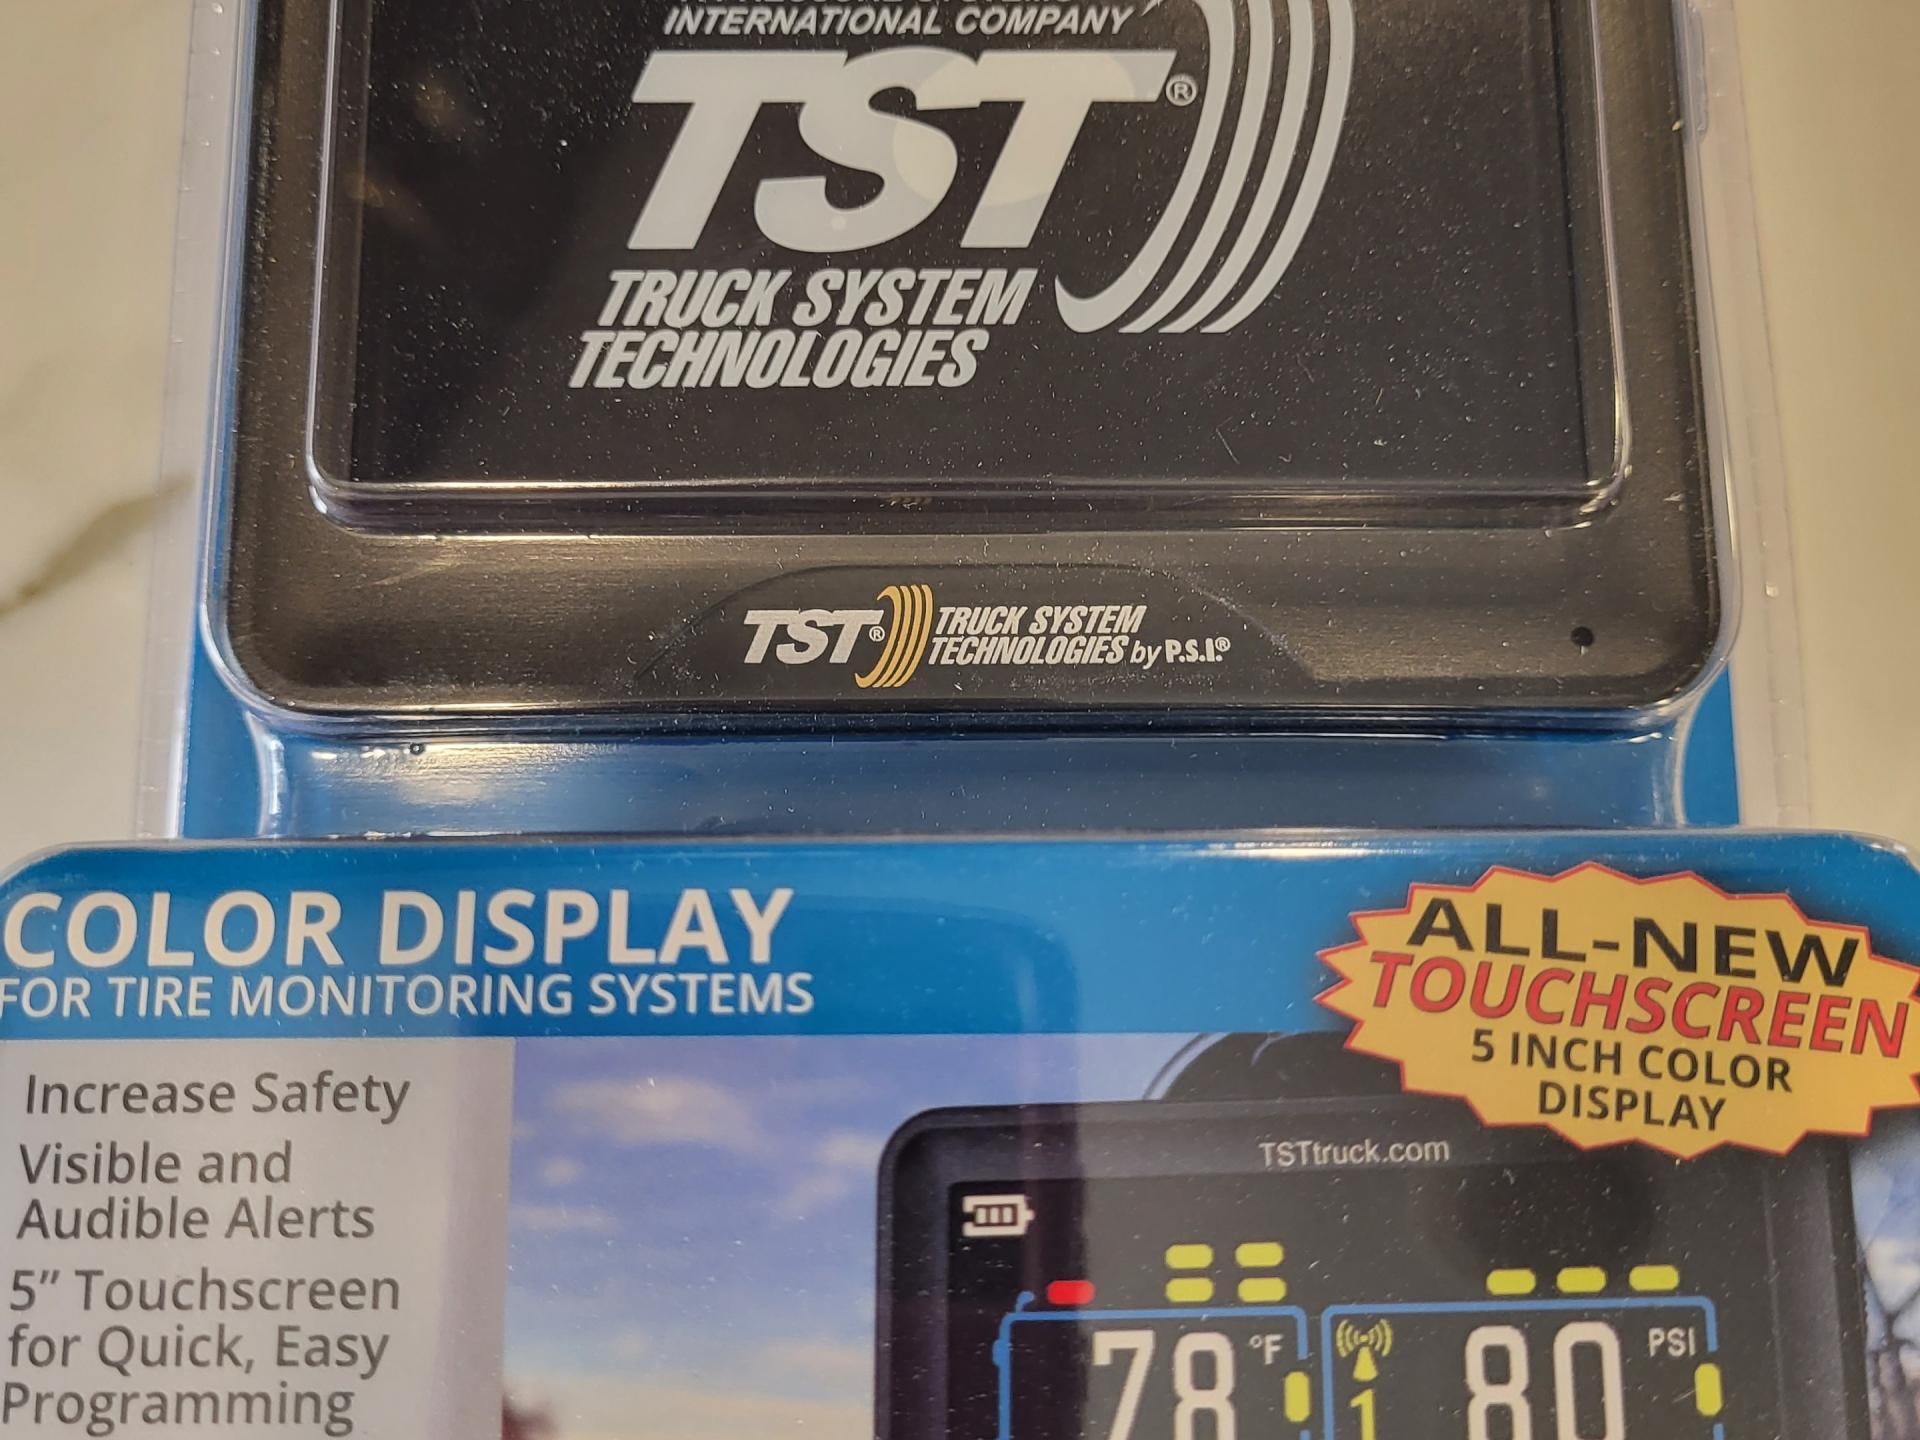 INTERNATIONAL COMPANY
TST®
TRUCK SYSTEM
TECHNOLOGIES
TST® TRUCK SYSTEM
TECHNOLOGIES by P.S.I.®
COLOR DISPLAY
FOR TIRE MONITORING SYSTEMS
ALL-NEW
TOUCHSCREEN
5 INCH COLOR
DISPLAY
Increase Safety
Visible and
Audible Alerts
5” Touchscreen
for Quick, Easy
Programming
TSTtruck.com
78 °F
1
80 PSI